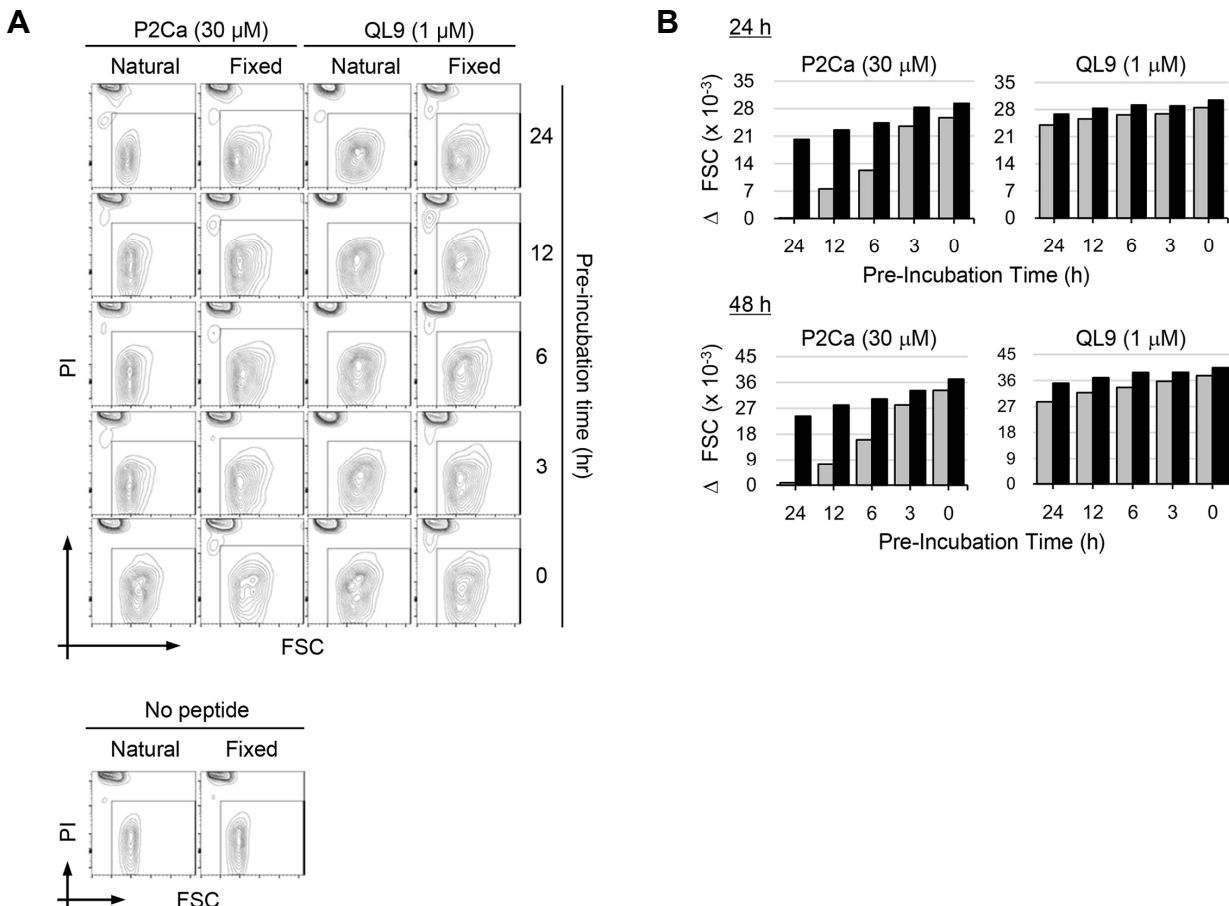 A
P2Ca (30 µM) QL9 (1 µM)
Natural Fixed Natural Fixed
24
12
6
3
0
Pre-incubation time (hr)
PI
FSC
No peptide
Natural Fixed
PI
FSC
B
24 h
P2Ca (30 µM) QL9 (1 µM)
Δ FSC (x 10-3)
35 35
28 28
21 21
14 14
7 7
0 0
24 12 6 3 0 24 12 6 3 0
Pre-Incubation Time (h)
48 h
P2Ca (30 µM) QL9 (1 µM)
Δ FSC (x 10-3)
45 45
36 36
27 27
18 18
9 9
0 0
24 12 6 3 0 24 12 6 3 0
Pre-Incubation Time (h)